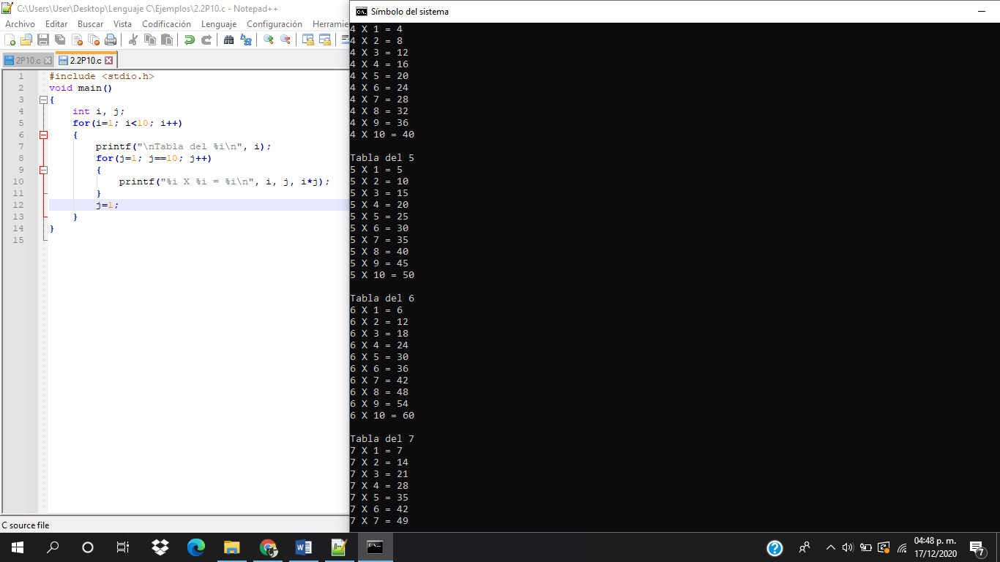 C:\Users\User\Desktop\Lenguaje C\Ejemplos\2.2P10.c - Notepad++
Archivo Editar Buscar Vista Codificación Lenguaje Configuración Herramie
2P10.c 2.2P10.c
1 #include <stdio.h>
2 void main()
3 {
4 int i, j;
5 for(i=1; i<10; i++)
6 {
7 printf("\nTabla del %i\n", i);
8 for(j=1; j==10; j++)
9 {
10 printf("%i X %i = %i\n", i, j, i*j);
11 }
12 j=1;
13 }
14 }
15
C source file
Símbolo del sistema
4 X 1 = 4
4 X 2 = 8
4 X 3 = 12
4 X 4 = 16
4 X 5 = 20
4 X 6 = 24
4 X 7 = 28
4 X 8 = 32
4 X 9 = 36
4 X 10 = 40
Tabla del 5
5 X 1 = 5
5 X 2 = 10
5 X 3 = 15
5 X 4 = 20
5 X 5 = 25
5 X 6 = 30
5 X 7 = 35
5 X 8 = 40
5 X 9 = 45
5 X 10 = 50
Tabla del 6
6 X 1 = 6
6 X 2 = 12
6 X 3 = 18
6 X 4 = 24
6 X 5 = 30
6 X 6 = 36
6 X 7 = 42
6 X 8 = 48
6 X 9 = 54
6 X 10 = 60
Tabla del 7
7 X 1 = 7
7 X 2 = 14
7 X 3 = 21
7 X 4 = 28
7 X 5 = 35
7 X 6 = 42
7 X 7 = 49
04:48 p. m.
17/12/2020
7